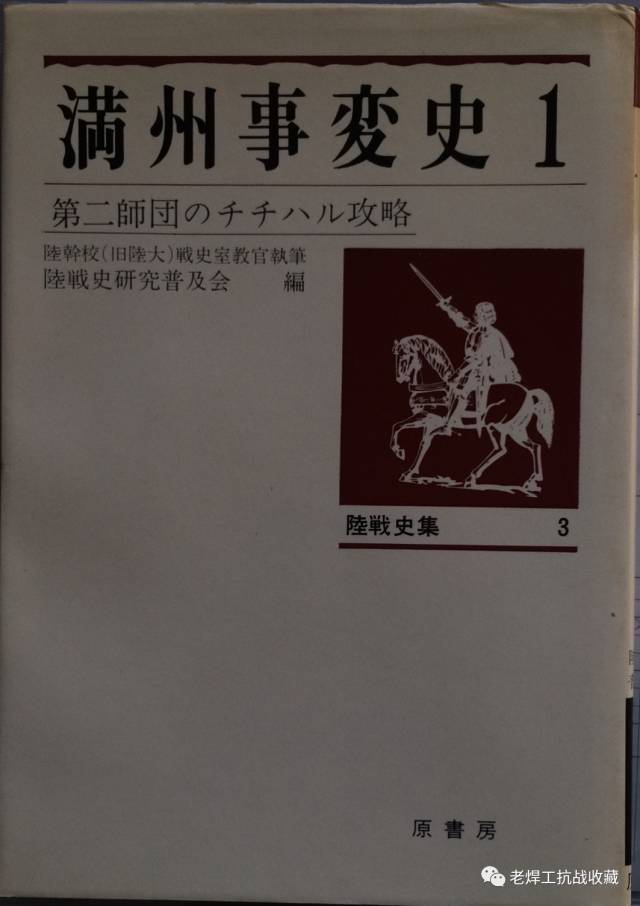 満州事変史1
第二師団のチチハル攻略
陸幹校(旧陸大)戦史室教官執筆
陸戦史研究普及会 編
陸戦史集 3
原書房
老焊工抗战收藏